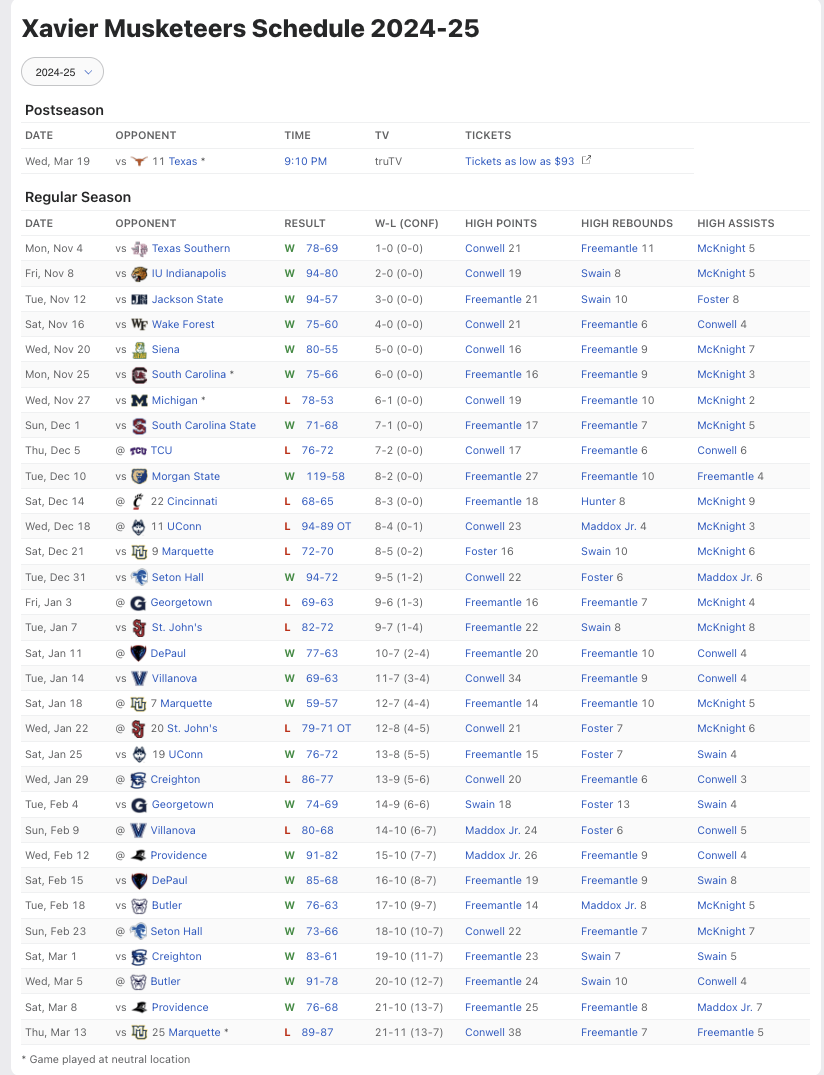 Xavier Musketeers Schedule 2024-25
2024-25
Postseason
DATE OPPONENT TIME TV TICKETS
Wed, Mar 19 vs 11 Texas * 9:10 PM truTV Tickets as low as $93
Regular Season
DATE OPPONENT RESULT W-L (CONF) HIGH POINTS HIGH REBOUNDS HIGH ASSISTS
Mon, Nov 4 vs Texas Southern W 78-69 1-0 (0-0) Conwell 21 Freemantle 11 McKnight 5
Fri, Nov 8 vs IU Indianapolis W 94-80 2-0 (0-0) Conwell 19 Swain 8 McKnight 5
Tue, Nov 12 vs Jackson State W 94-57 3-0 (0-0) Freemantle 21 Swain 10 Foster 8
Sat, Nov 16 vs WF Wake Forest W 75-60 4-0 (0-0) Conwell 21 Freemantle 6 Conwell 4
Wed, Nov 20 vs Siena W 80-55 5-0 (0-0) Conwell 16 Freemantle 9 McKnight 7
Mon, Nov 25 vs South Carolina * W 75-66 6-0 (0-0) Freemantle 16 Freemantle 9 McKnight 3
Wed, Nov 27 vs M Michigan * L 78-53 6-1 (0-0) Conwell 19 Freemantle 10 McKnight 2
Sun, Dec 1 vs South Carolina State W 71-68 7-1 (0-0) Freemantle 17 Freemantle 7 McKnight 5
Thu, Dec 5 @ TCU TCU L 76-72 7-2 (0-0) Conwell 17 Freemantle 6 Conwell 6
Tue, Dec 10 vs Morgan State W 119-58 8-2 (0-0) Freemantle 27 Freemantle 10 Freemantle 4
Sat, Dec 14 @ 22 Cincinnati L 68-65 8-3 (0-0) Freemantle 18 Hunter 8 McKnight 9
Wed, Dec 18 @ 11 UConn L 94-89 OT 8-4 (0-1) Conwell 23 Maddox Jr. 4 McKnight 3
Sat, Dec 21 vs 9 Marquette L 72-70 8-5 (0-2) Foster 16 Swain 10 McKnight 6
Tue, Dec 31 vs Seton Hall W 94-72 9-5 (1-2) Conwell 22 Foster 6 Maddox Jr. 6
Fri, Jan 3 @ G Georgetown L 69-63 9-6 (1-3) Freemantle 16 Freemantle 7 McKnight 4
Tue, Jan 7 vs St. John's L 82-72 9-7 (1-4) Freemantle 22 Swain 8 McKnight 8
Sat, Jan 11 @ DePaul W 77-63 10-7 (2-4) Freemantle 20 Freemantle 10 Conwell 4
Tue, Jan 14 vs V Villanova W 69-63 11-7 (3-4) Conwell 34 Freemantle 9 Conwell 4
Sat, Jan 18 @ 7 Marquette W 59-57 12-7 (4-4) Freemantle 14 Freemantle 10 McKnight 5
Wed, Jan 22 @ 20 St. John's L 79-71 OT 12-8 (4-5) Conwell 21 Foster 7 McKnight 6
Sat, Jan 25 vs 19 UConn W 76-72 13-8 (5-5) Freemantle 15 Foster 7 Swain 4
Wed, Jan 29 @ Creighton L 86-77 13-9 (5-6) Conwell 20 Freemantle 6 Conwell 3
Tue, Feb 4 vs G Georgetown W 74-69 14-9 (6-6) Swain 18 Foster 13 Swain 4
Sun, Feb 9 @ V Villanova L 80-68 14-10 (6-7) Maddox Jr. 24 Foster 6 Conwell 5
Wed, Feb 12 @ Providence W 91-82 15-10 (7-7) Maddox Jr. 26 Freemantle 9 Conwell 4
Sat, Feb 15 vs DePaul W 85-68 16-10 (8-7) Freemantle 19 Freemantle 9 Swain 8
Tue, Feb 18 vs Butler W 76-63 17-10 (9-7) Freemantle 14 Maddox Jr. 8 McKnight 5
Sun, Feb 23 @ Seton Hall W 73-66 18-10 (10-7) Conwell 22 Freemantle 7 McKnight 7
Sat, Mar 1 vs Creighton W 83-61 19-10 (11-7) Freemantle 23 Swain 7 Swain 5
Wed, Mar 5 @ Butler W 91-78 20-10 (12-7) Freemantle 24 Swain 10 Conwell 4
Sat, Mar 8 vs Providence W 76-68 21-10 (13-7) Freemantle 25 Freemantle 8 Maddox Jr. 7
Thu, Mar 13 vs 25 Marquette * L 89-87 21-11 (13-7) Conwell 38 Freemantle 7 Freemantle 5
* Game played at neutral location